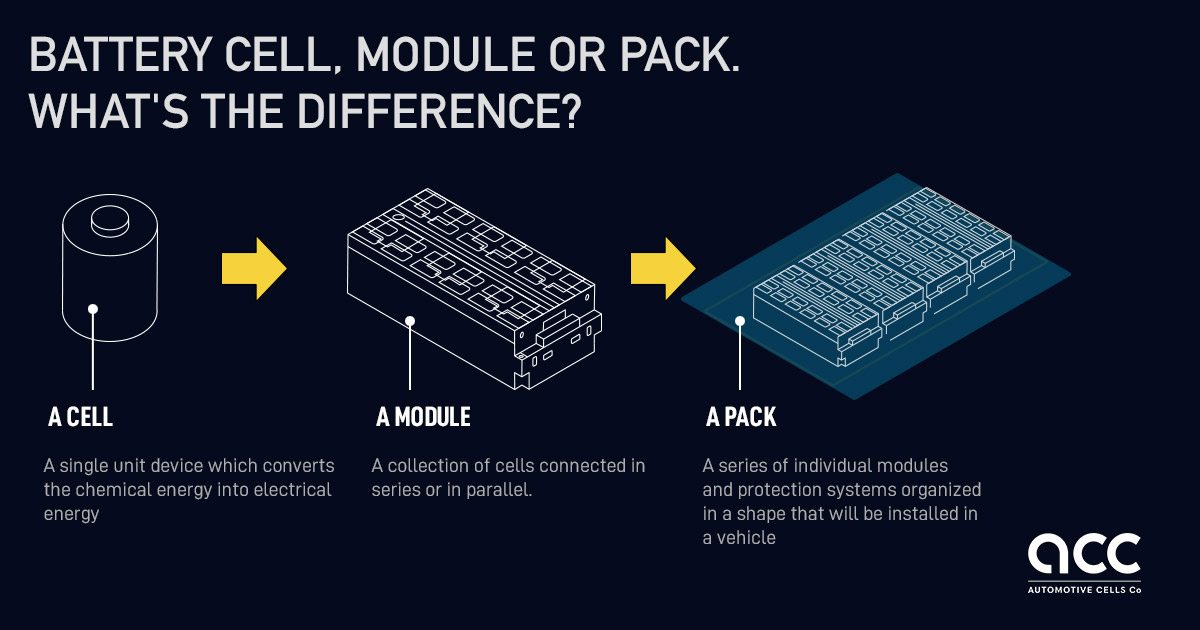 BATTERY CELL, MODULE OR PACK.
WHAT'S THE DIFFERENCE?
A CELL
A single unit device which converts
the chemical energy into electrical
energy
A MODULE
A collection of cells connected in
series or in parallel.
A PACK
A series of individual modules
and protection systems organized
in a shape that will be installed in
a vehicle
acc
AUTOMOTIVE CELLS Co